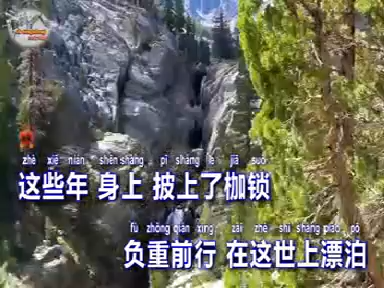 zhè xiē nián shēn shàng pī shàng le jiā suǒ
这些年 身上 披上了枷锁
fù zhòng qián xíng zài zhè shì shàng piāo pō
负重前行 在这世上漂泊